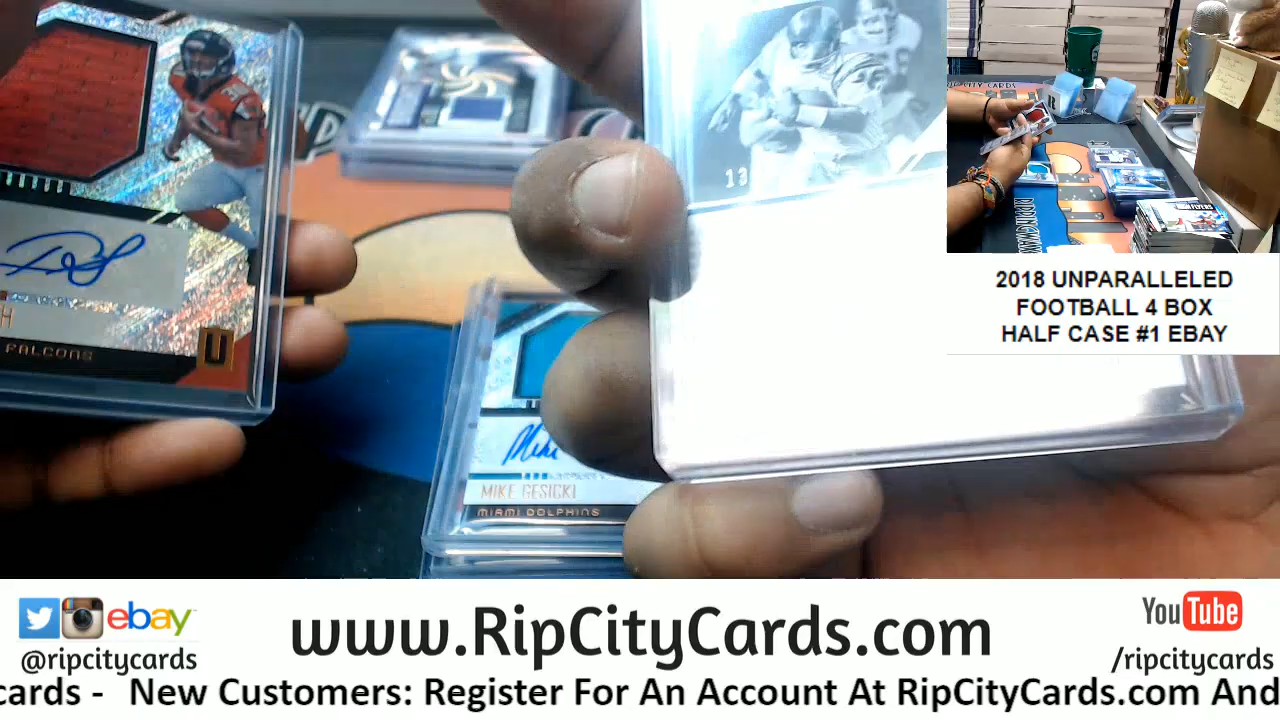 H
FALCONS
U
13
MIKE GESICKI
MIAMI DOLPHINS
2018 UNPARALLELED
FOOTBALL 4 BOX
HALF CASE #1 EBAY
ebay
@ripcitycards
www.RipCityCards.com
YouTube
/ripcitycards
cards - New Customers: Register For An Account At RipCityCards.com And